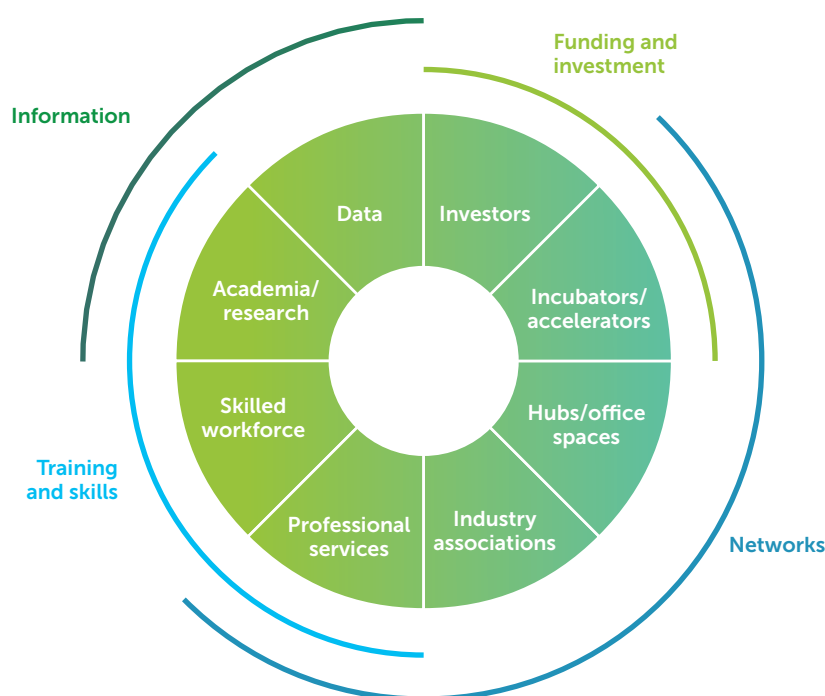 Funding and
investment
Information
Data
Investors
Academia/
research
Incubators/
accelerators
Skilled
workforce
Hubs/office
spaces
Training
and skills
Professional
services
Industry
associations
Networks